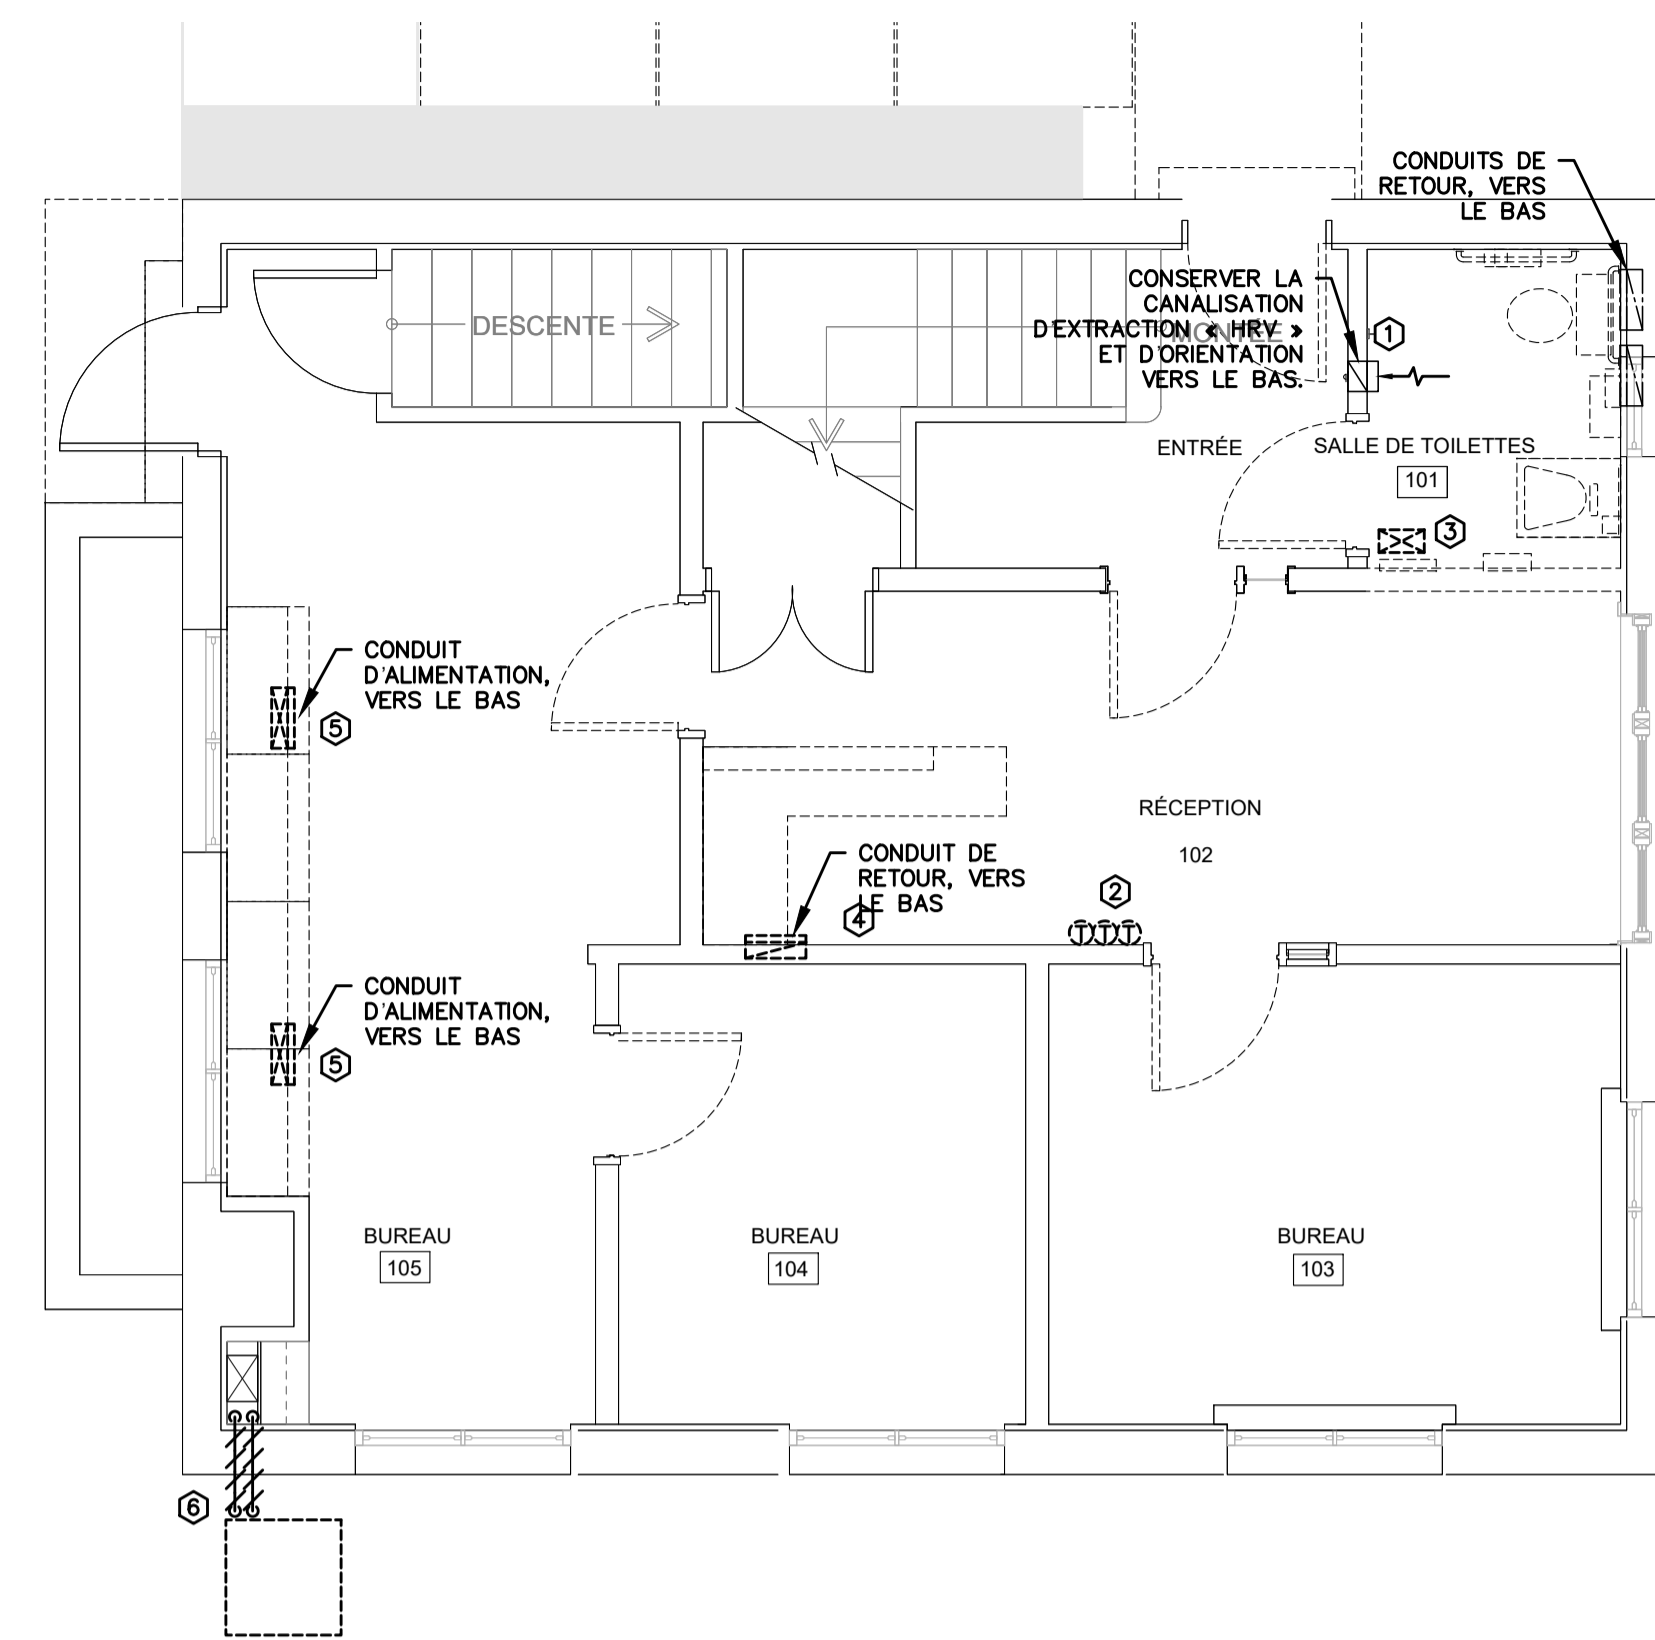 CONDUITS DE
RETOUR, VERS
LE BAS
CONSERVER LA
CANALISATION
D'EXTRACTION « HRV »
ET D'ORIENTATION
VERS LE BAS.
DESCENTE
MONTÉE
1
ENTRÉE
SALLE DE TOILETTES
101
3
CONDUIT
D'ALIMENTATION,
VERS LE BAS
5
RÉCEPTION
102
CONDUIT DE
RETOUR, VERS
LE BAS
4
2
TTT
CONDUIT
D'ALIMENTATION,
VERS LE BAS
5
BUREAU
105
BUREAU
104
BUREAU
103
6